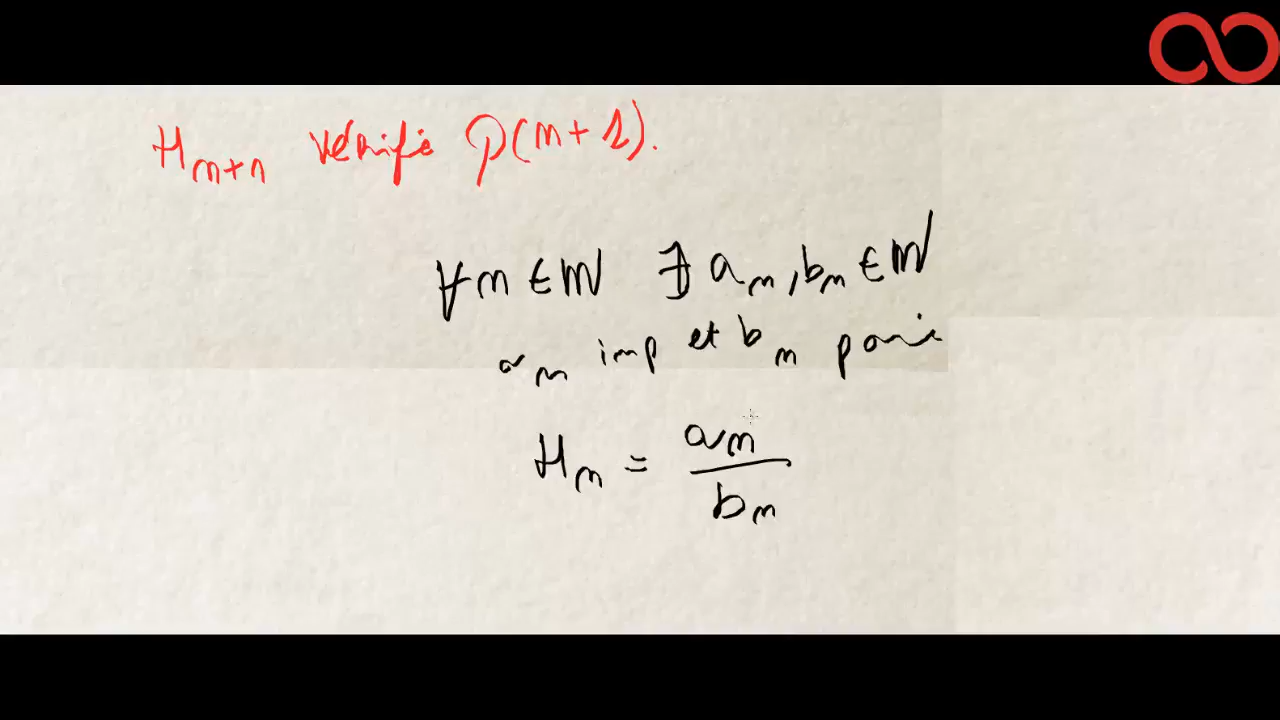 H_{n+1} vérifie P(n+1).
∀n ∈ ℕ ∃ a_n, b_n ∈ ℕ
a_n imp et b_n pair
H_n = a_n / b_n